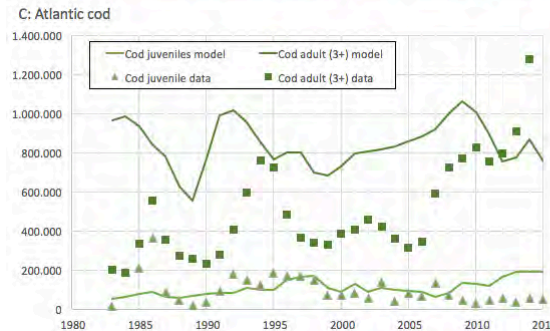 C: Atlantic cod
1.400.000
1.200.000
1.000.000
800.000
600.000
400.000
200.000
0
Cod juveniles model
Cod adult (3+) model
Cod juvenile data
Cod adult (3+) data
1980 1985 1990 1995 2000 2005 2010 201